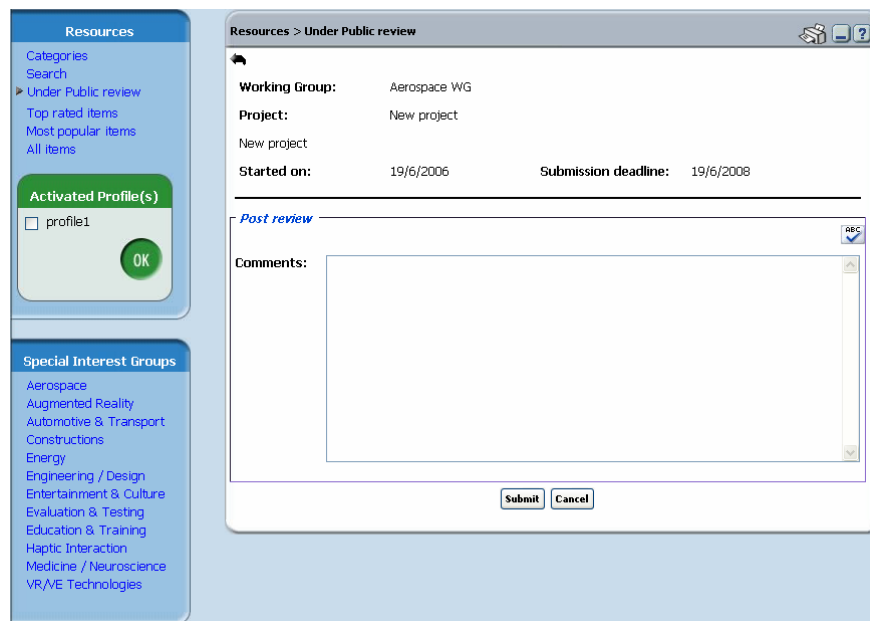 Resources
Categories
Search
Under Public review
Top rated items
Most popular items
All items
Activated Profile(s)
profile1
OK
Special Interest Groups
Aerospace
Augmented Reality
Automotive & Transport
Constructions
Energy
Engineering / Design
Entertainment & Culture
Evaluation & Testing
Education & Training
Haptic Interaction
Medicine / Neuroscience
VR/VE Technologies
Resources > Under Public review
?
Working Group: Aerospace WG
Project: New project
New project
Started on: 19/6/2006 Submission deadline: 19/6/2008
Post review
ABC
Comments:
Submit Cancel